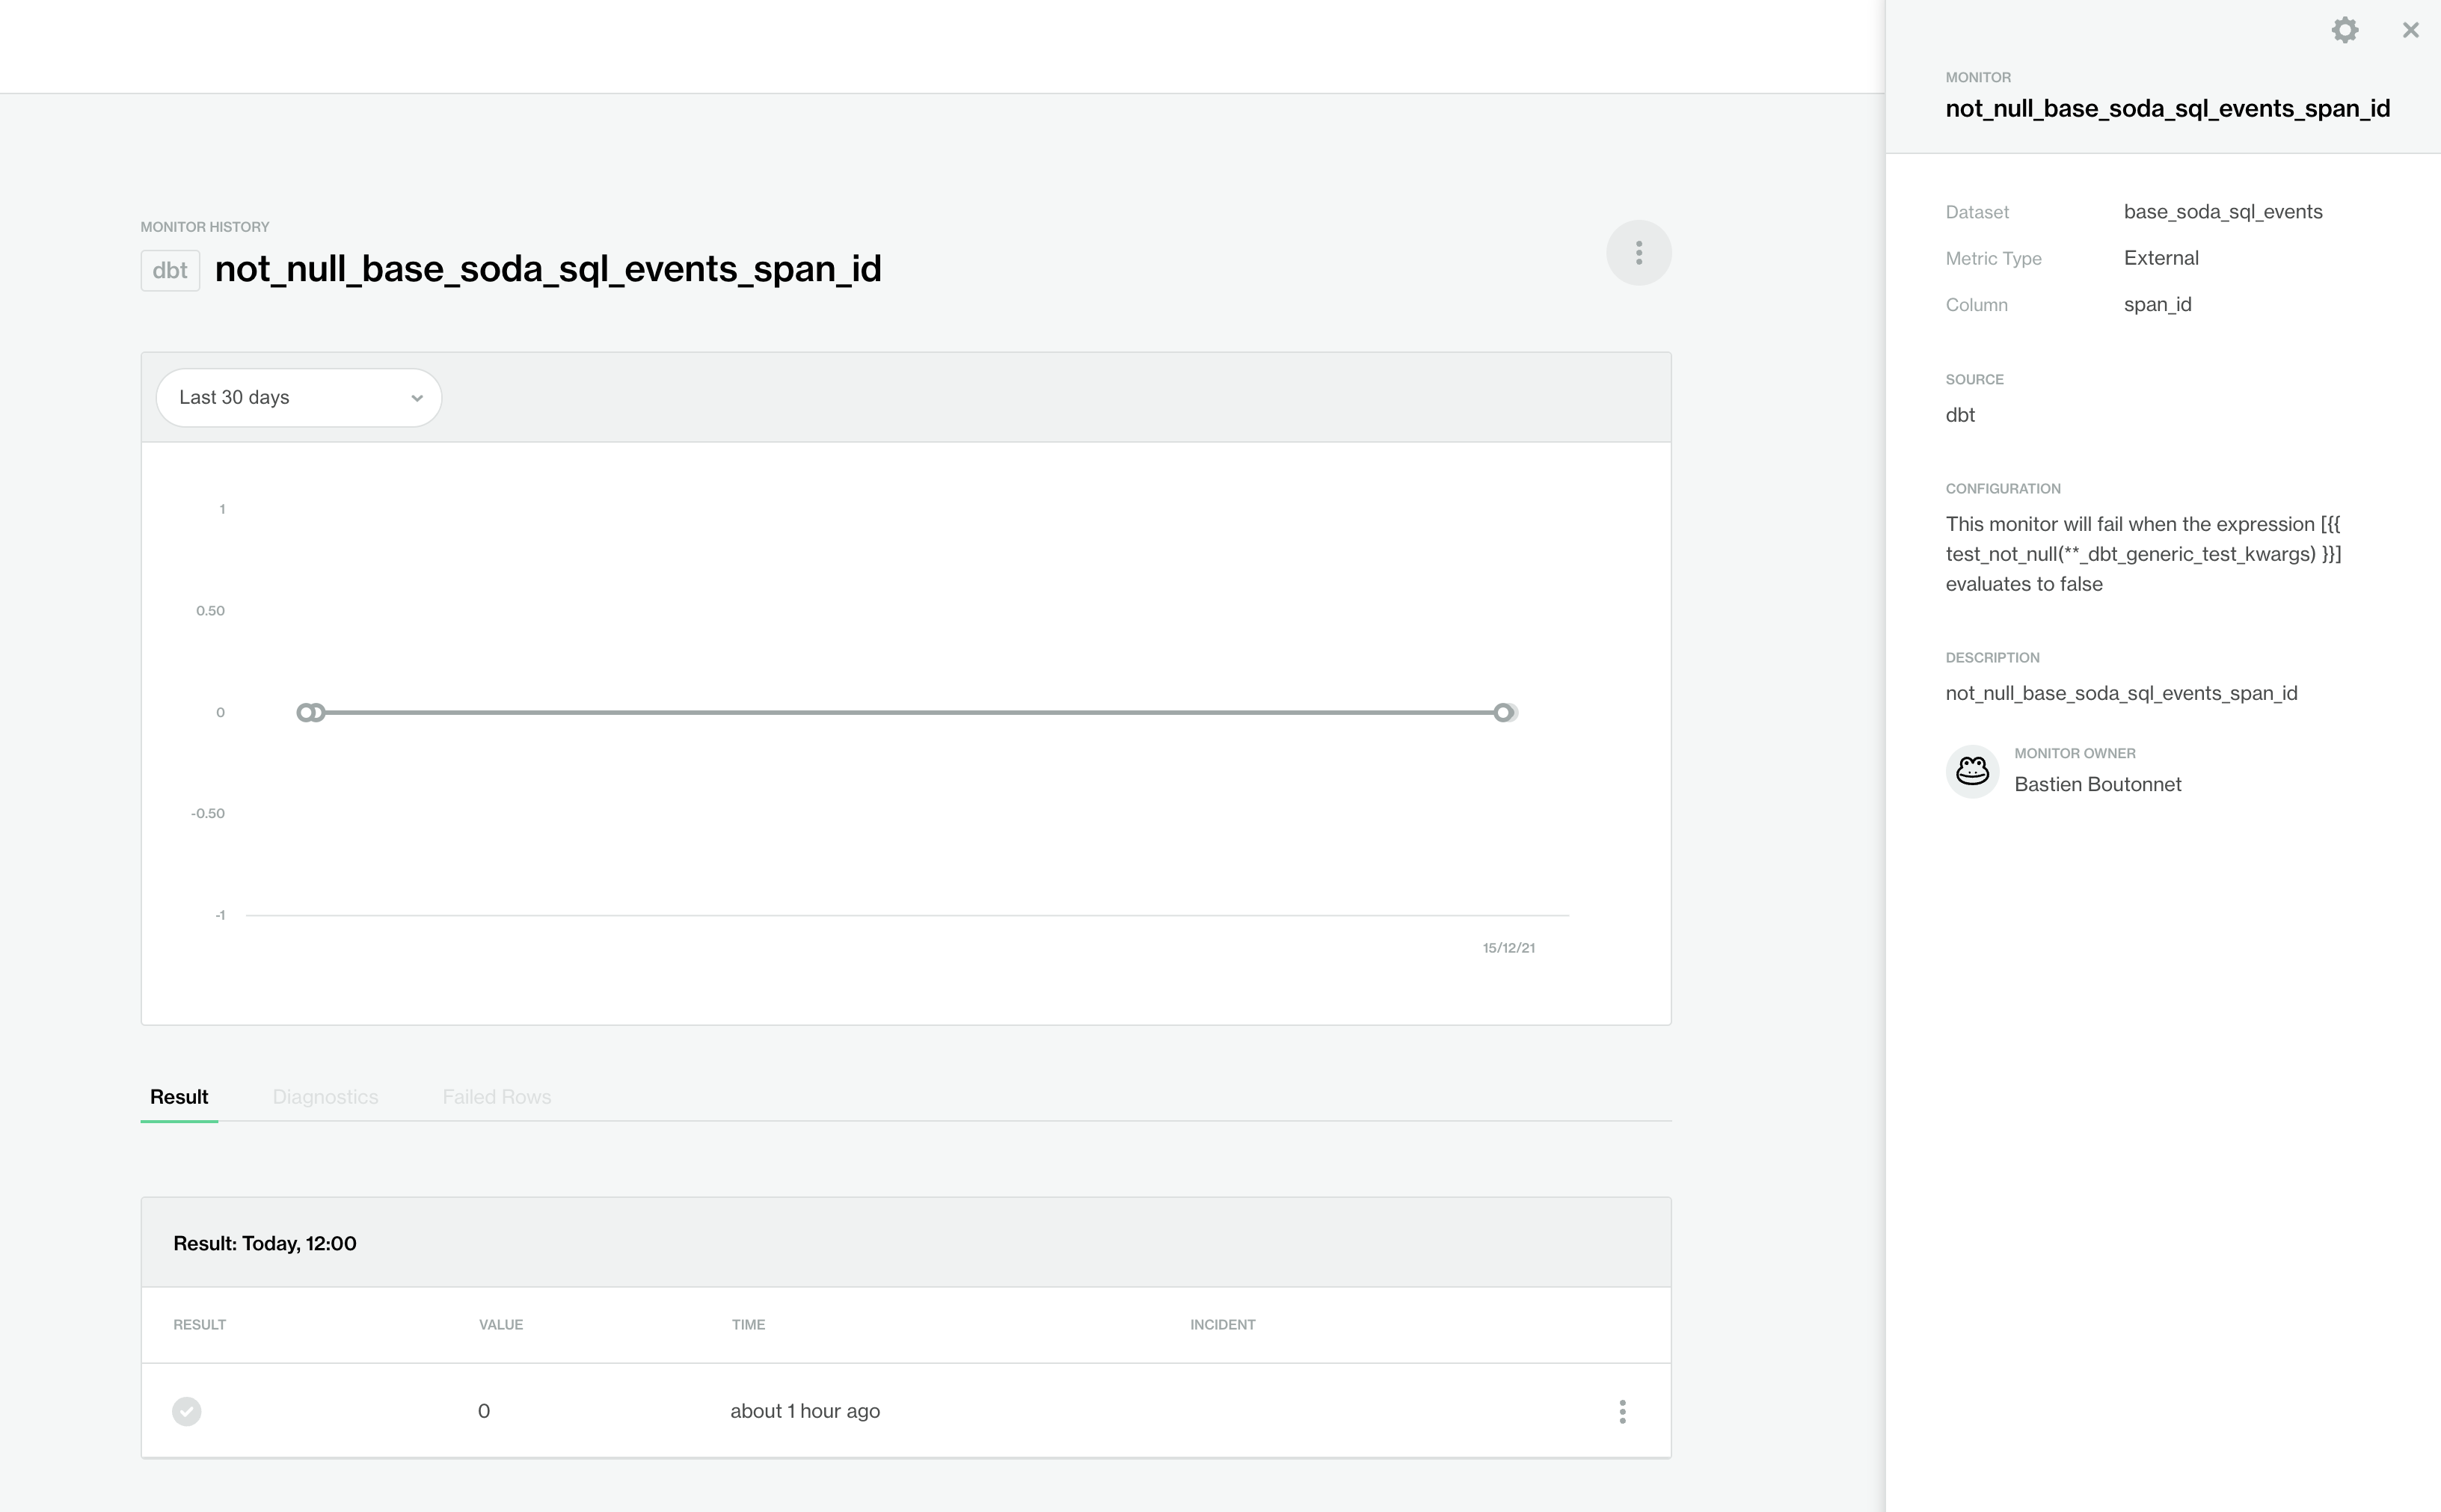 MONITOR HISTORY
dbt not_null_base_soda_sql_events_span_id
Last 30 days
1
0.50
0
-0.50
-1
15/12/21
Result Diagnostics Failed Rows
Result: Today, 12:00
RESULT VALUE TIME INCIDENT
0 about 1 hour ago
MONITOR
not_null_base_soda_sql_events_span_id
Dataset base_soda_sql_events
Metric Type External
Column span_id
SOURCE
dbt
CONFIGURATION
This monitor will fail when the expression [{{
test_not_null(**_dbt_generic_test_kwargs) }}]
evaluates to false
DESCRIPTION
not_null_base_soda_sql_events_span_id
MONITOR OWNER
Bastien Boutonnet